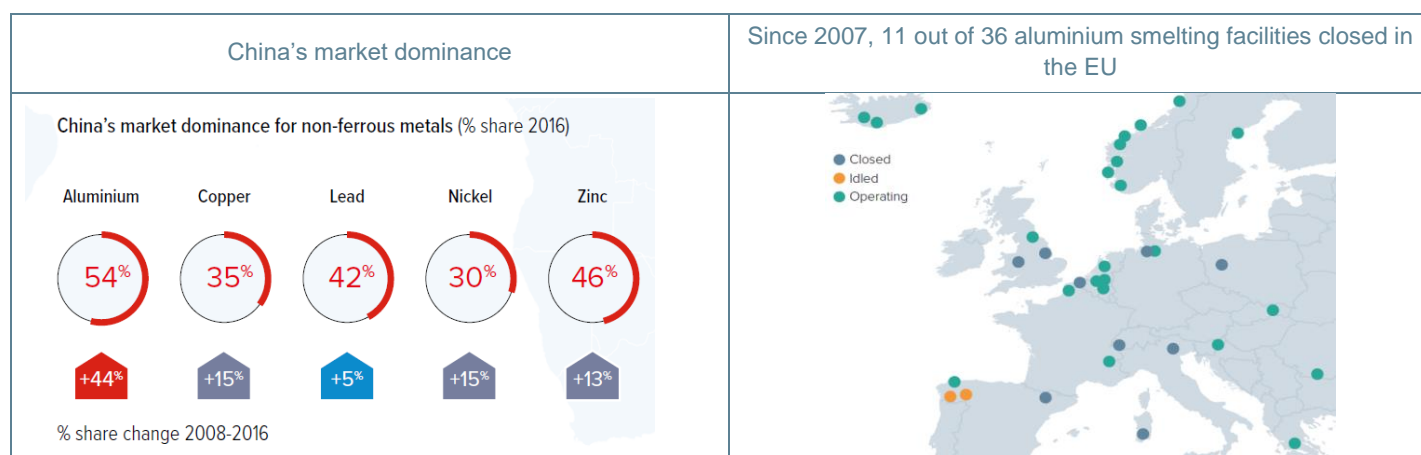 China’s market dominance
Since 2007, 11 out of 36 aluminium smelting facilities closed in
the EU
China’s market dominance for non-ferrous metals (% share 2016)
Aluminium Copper Lead Nickel Zinc
54% 35% 42% 30% 46%
+44% +15% +5% +15% +13%
% share change 2008-2016
Closed
Idled
Operating